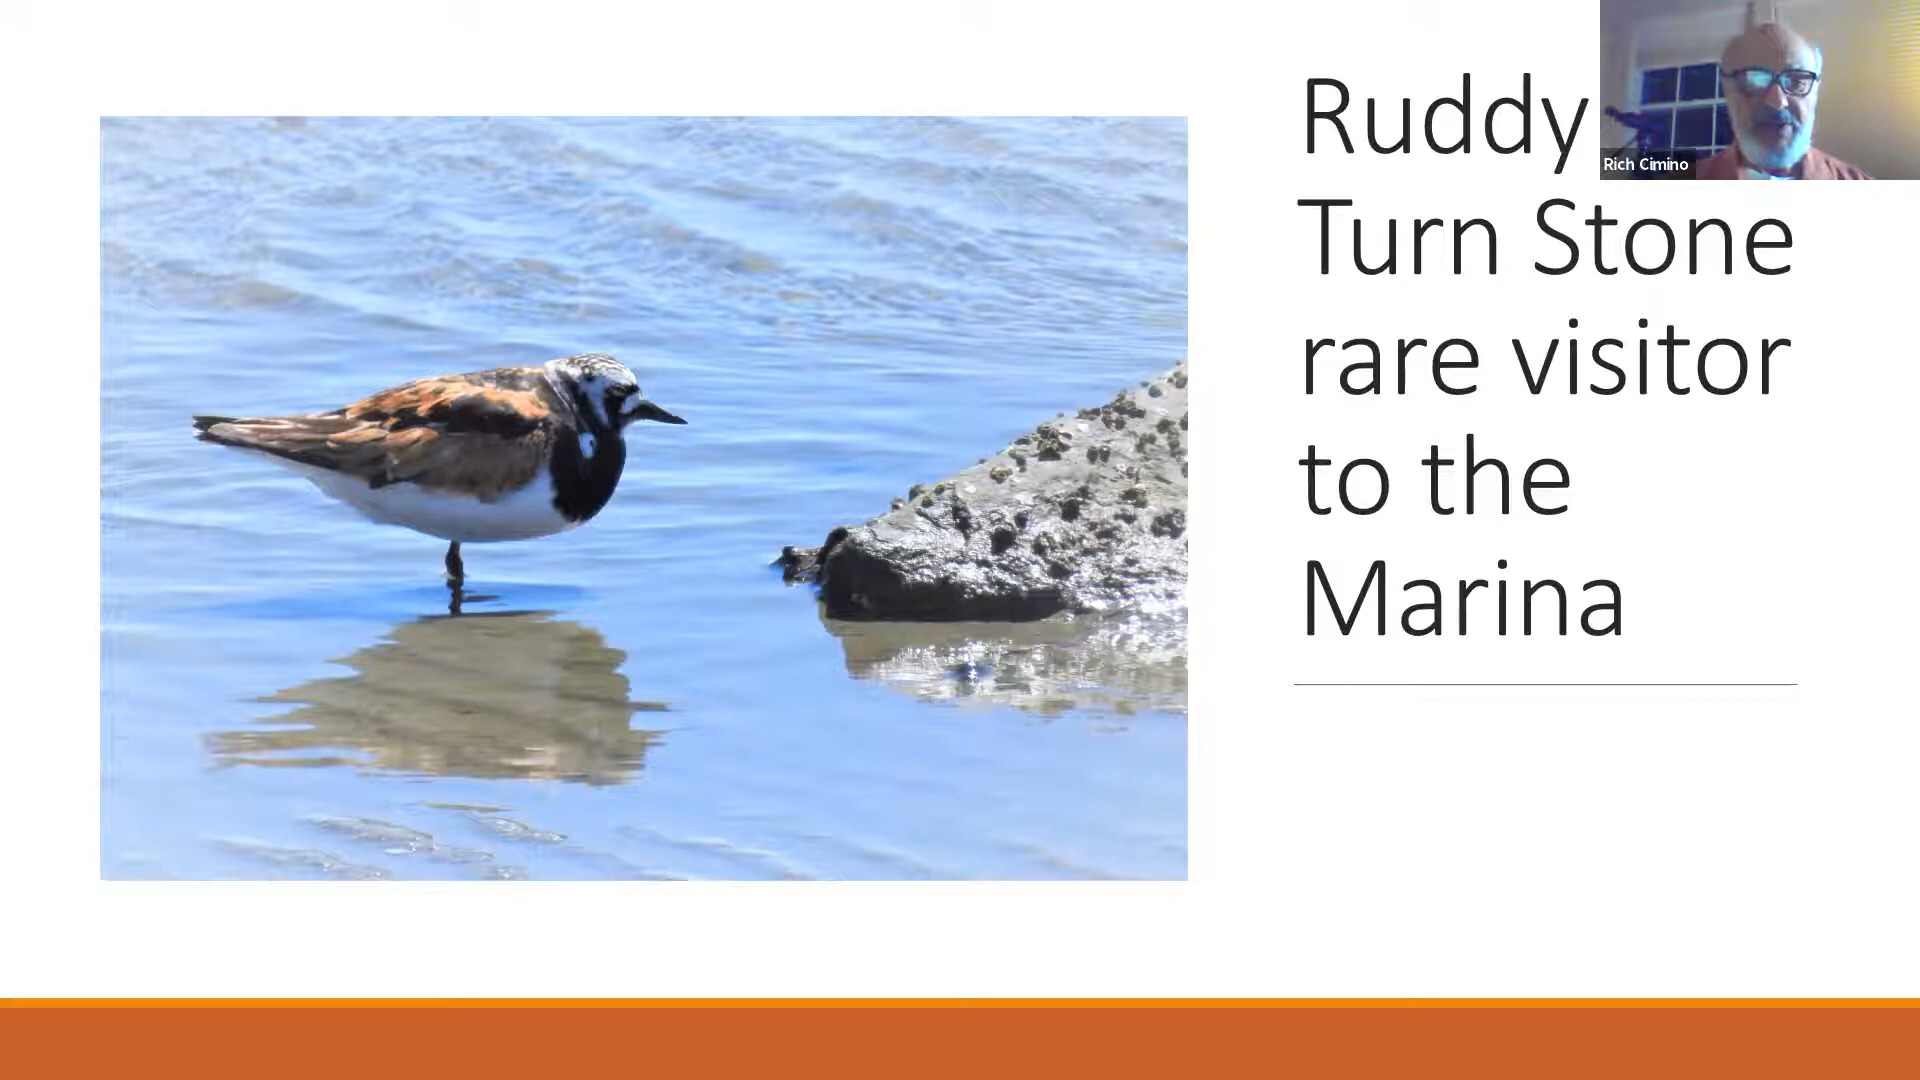 Ruddy
Turn Stone
rare visitor
to the
Marina
Rich Cimino